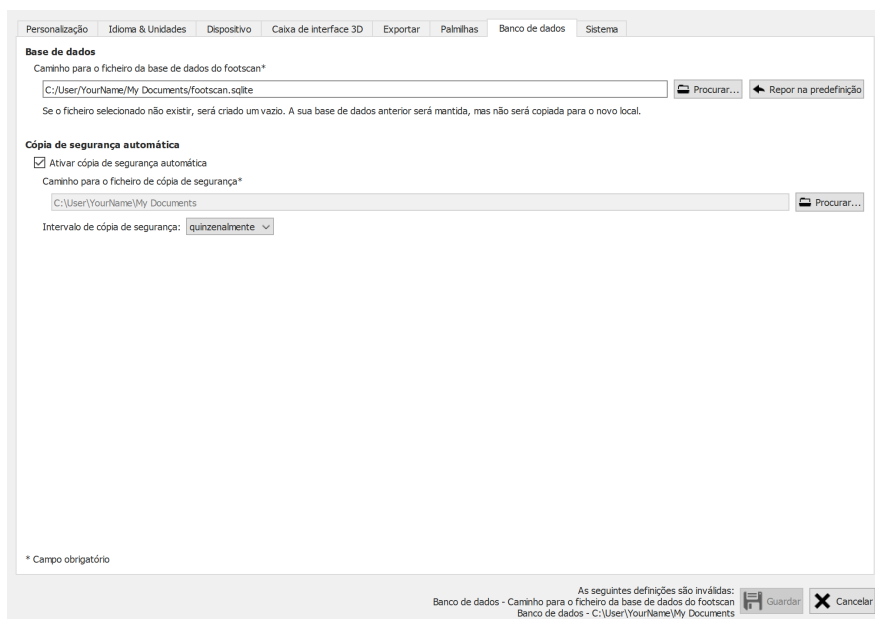 Personalização Idioma & Unidades Dispositivo Caixa de interface 3D Exportar Palmilhas Banco de dados Sistema
Base de dados
Caminho para o ficheiro da base de dados do footscan*
C:/User/YourName/My Documents/footscan.sqlite Procurar... Repor na predefinição
Se o ficheiro selecionado não existir, será criado um vazio. A sua base de dados anterior será mantida, mas não será copiada para o novo local.
Cópia de segurança automática
Ativar cópia de segurança automática
Caminho para o ficheiro de cópia de segurança*
C:\User\YourName\My Documents Procurar...
Intervalo de cópia de segurança: quinzenalmente
* Campo obrigatório
As seguintes definições são inválidas:
Banco de dados - Caminho para o ficheiro da base de dados do footscan Guardar Cancelar
Banco de dados - C:\User\YourName\My Documents